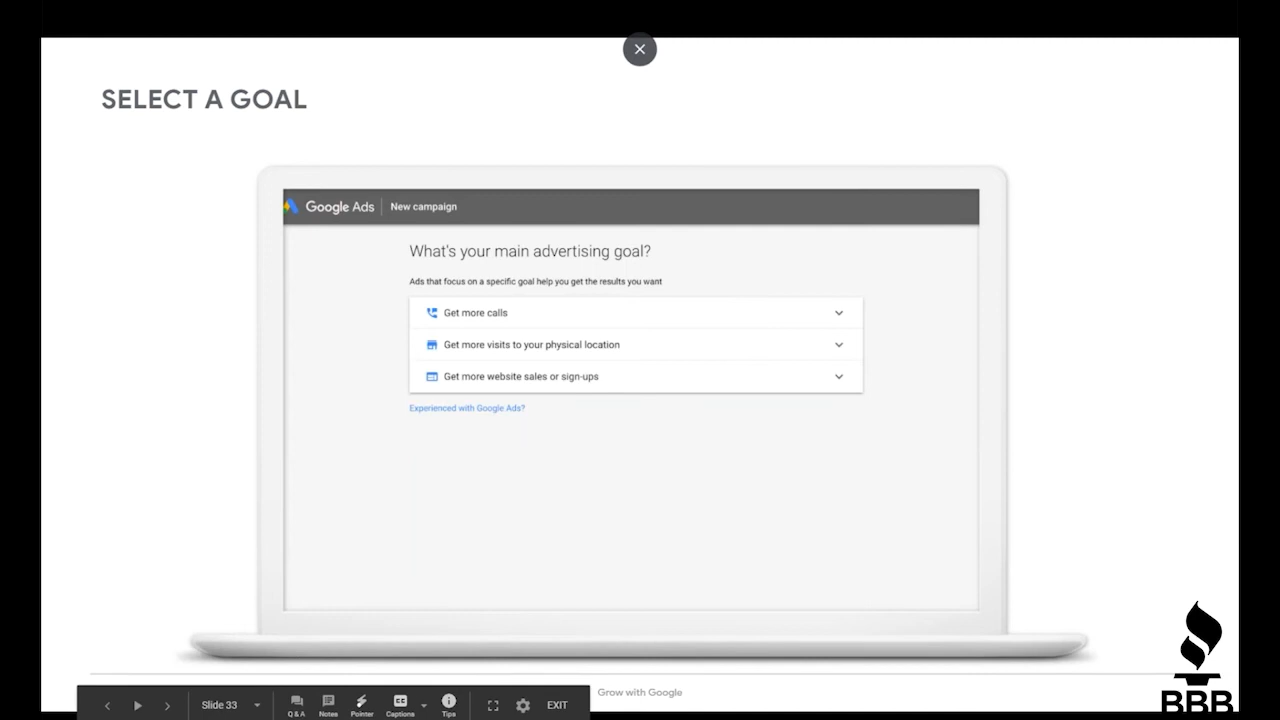 SELECT A GOAL
Google Ads
New campaign
What's your main advertising goal?
Ads that focus on a specific goal help you get the results you want
Get more calls
Get more visits to your physical location
Get more website sales or sign-ups
Experienced with Google Ads?
Grow with Google
Slide 33
Q & A
Notes
Pointer
CC
Captions
Tips
EXIT
BBB